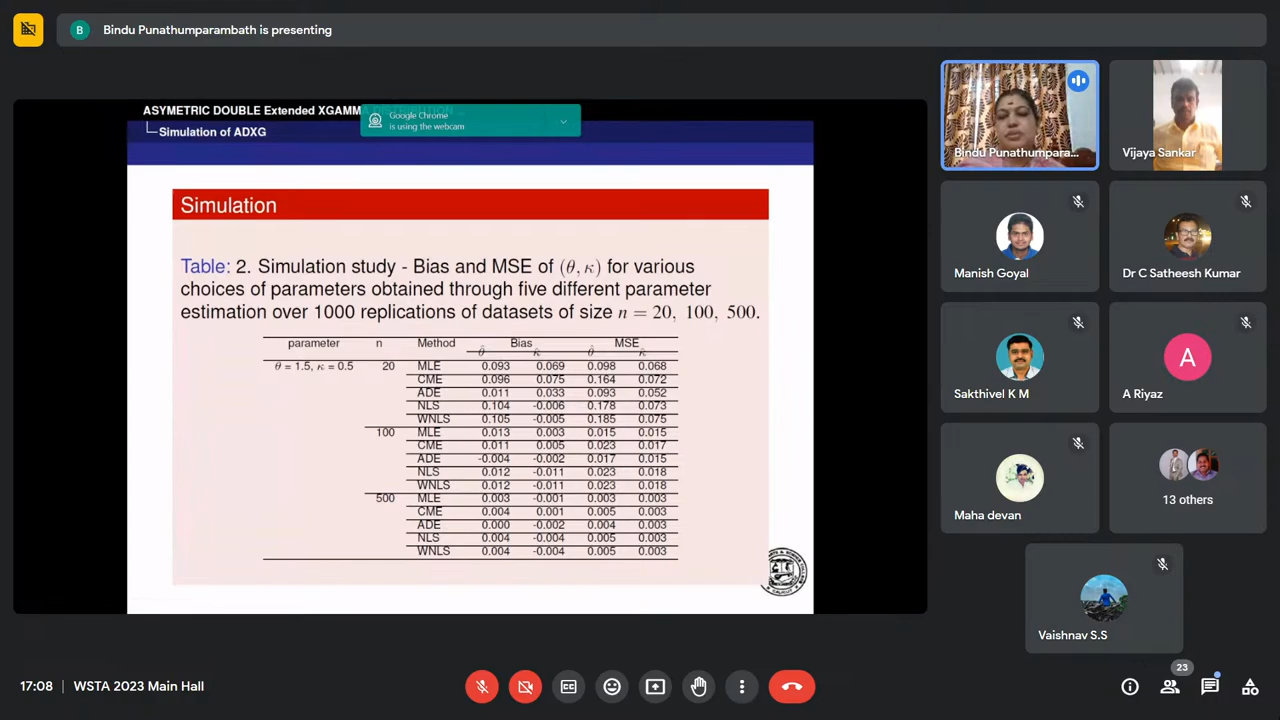 B Bindu Punathumparambath is presenting
ASYMETRIC DOUBLE Extended XGAMMA DISTRIBUTION
Simulation of ADXG
Google Chrome
is using the webcam
Simulation
Table: 2. Simulation study - Bias and MSE of (θ, κ) for various
choices of parameters obtained through five different parameter
estimation over 1000 replications of datasets of size n = 20, 100, 500.
parameter n Method Bias MSE
θ̂ κ̂ θ̂ κ̂
θ = 1.5, κ = 0.5 20 MLE 0.093 0.069 0.098 0.068
CME 0.096 0.075 0.164 0.072
ADE 0.011 0.033 0.093 0.052
NLS 0.104 -0.006 0.178 0.073
WNLS 0.105 -0.005 0.185 0.075
100 MLE 0.013 0.003 0.015 0.015
CME 0.011 0.005 0.023 0.017
ADE -0.004 -0.002 0.017 0.015
NLS 0.012 -0.011 0.023 0.018
WNLS 0.012 -0.011 0.023 0.018
500 MLE 0.003 -0.001 0.003 0.003
CME 0.004 0.001 0.005 0.003
ADE 0.000 -0.002 0.004 0.003
NLS 0.004 -0.004 0.005 0.003
WNLS 0.004 -0.004 0.005 0.003
CALICUT
Bindu Punathumpara...
Vijaya Sankar
Manish Goyal
Dr C Satheesh Kumar
Sakthivel K M
A
A Riyaz
Maha devan
13 others
Vaishnav S.S
17:08 | WSTA 2023 Main Hall
CC
23